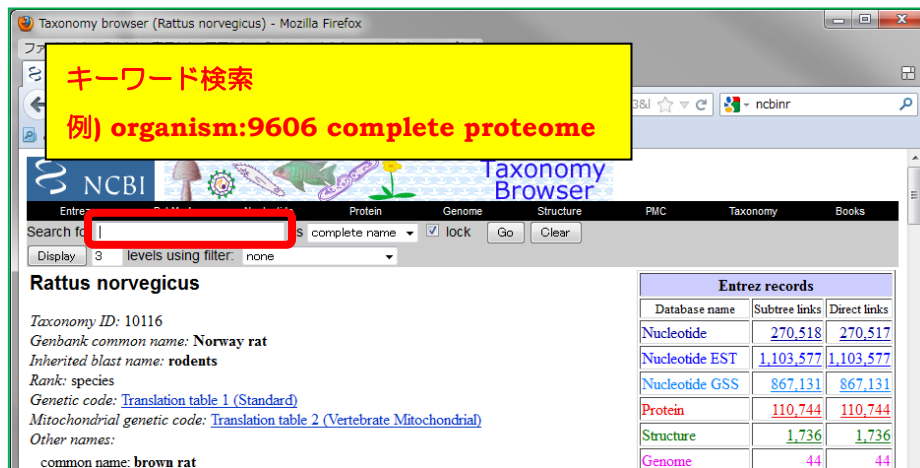 Taxonomy browser (Rattus norvegicus) - Mozilla Firefox
キーワード検索
例) organism:9606 complete proteome
ncbinr
NCBI
Taxonomy
Browser
Protein Genome Structure PMC Taxonomy Books
Search complete name lock Go Clear
Display 3 levels using filter: none
Rattus norvegicus
Taxonomy ID: 10116
Genbank common name: Norway rat
Inherited blast name: rodents
Rank: species
Genetic code: Translation table 1 (Standard)
Mitochondrial genetic code: Translation table 2 (Vertebrate Mitochondrial)
Other names:
common name: brown rat
Entrez records
Database name Subtree links Direct links
Nucleotide 270,518 270,517
Nucleotide EST 1,103,577 1,103,577
Nucleotide GSS 867,131 867,131
Protein 110,744 110,744
Structure 1,736 1,736
Genome 44 44